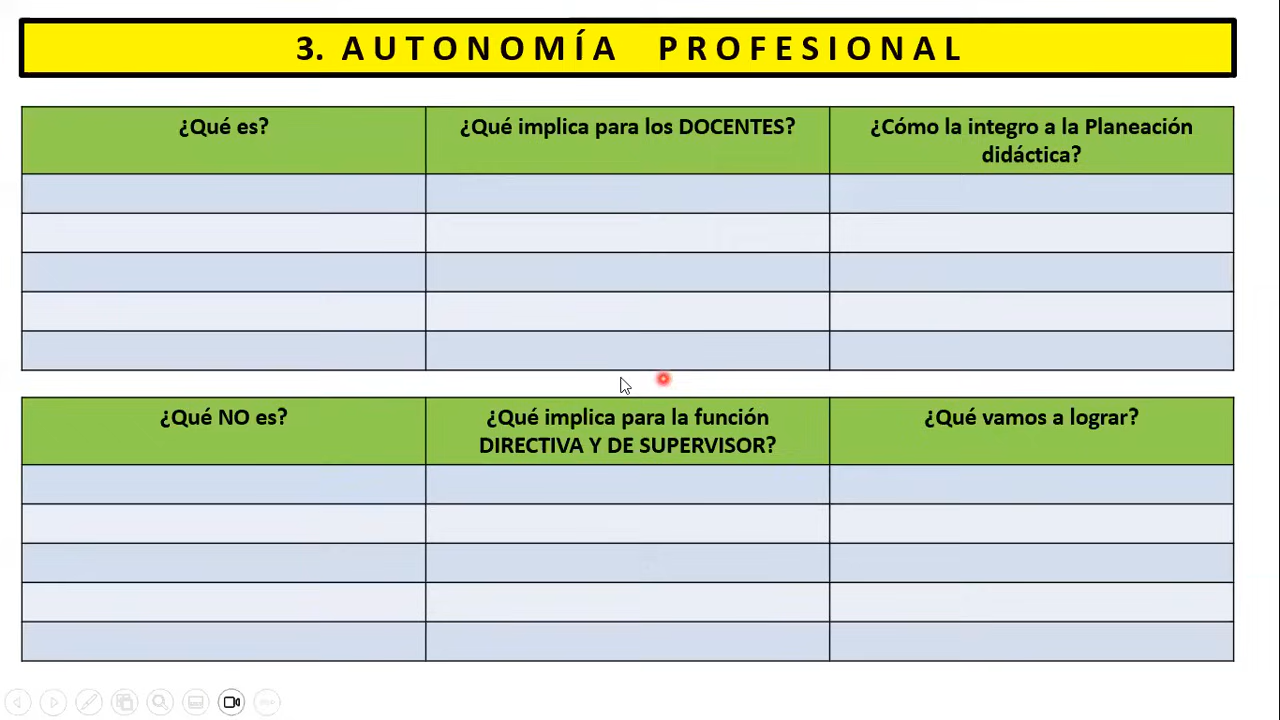 3. AUTONOMÍA PROFESIONAL
¿Qué es?
¿Qué implica para los DOCENTES?
¿Cómo la integro a la Planeación
didáctica?
¿Qué NO es?
¿Qué implica para la función
DIRECTIVA Y DE SUPERVISOR?
¿Qué vamos a lograr?